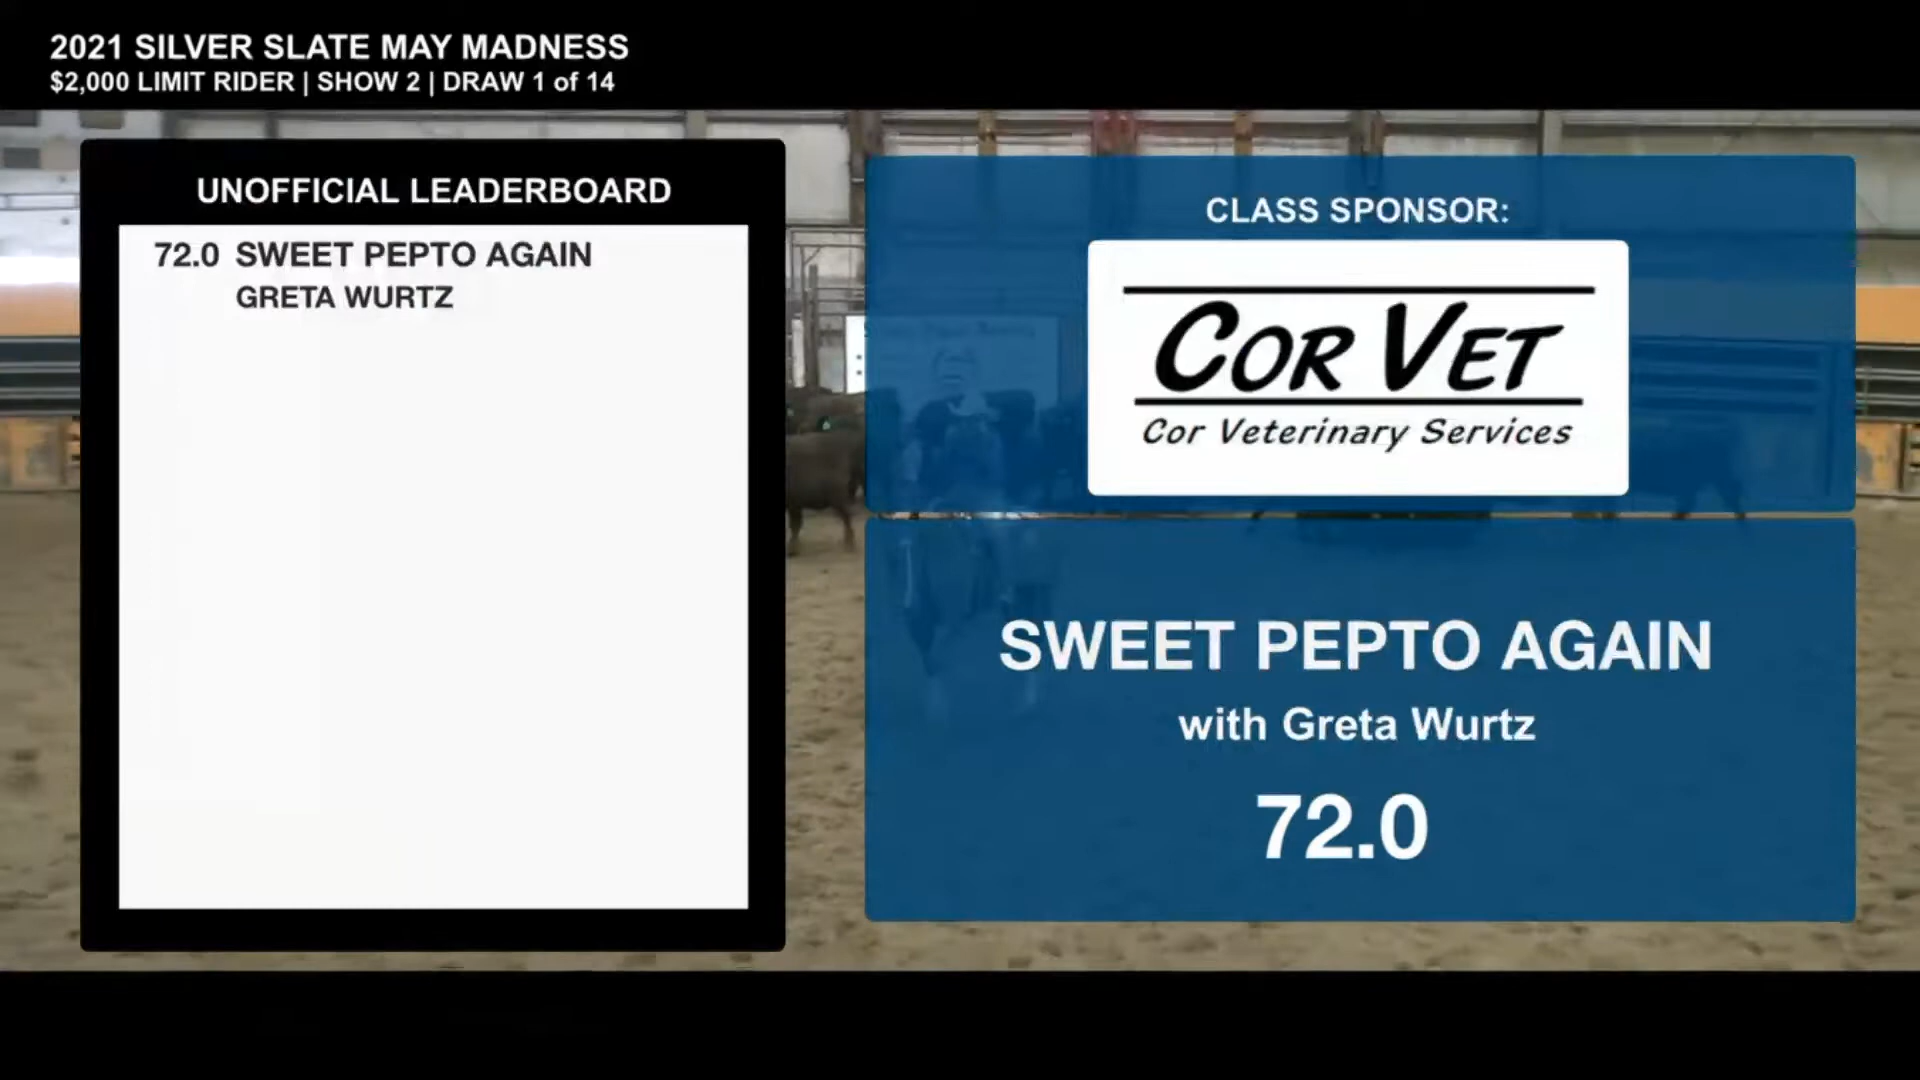 2021 SILVER SLATE MAY MADNESS
$2,000 LIMIT RIDER | SHOW 2 | DRAW 1 of 14
UNOFFICIAL LEADERBOARD
72.0 SWEET PEPTO AGAIN
GRETA WURTZ
CLASS SPONSOR:
COR VET
Cor Veterinary Services
SWEET PEPTO AGAIN
with Greta Wurtz
72.0